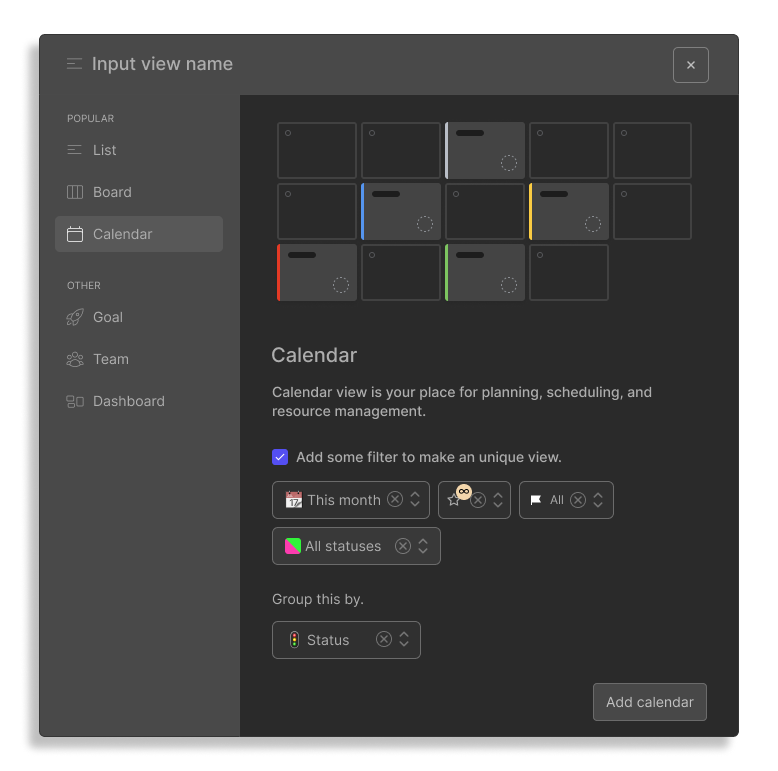 Input view name
POPULAR
List
Board
Calendar
OTHER
Goal
Team
Dashboard
Calendar
Calendar view is your place for planning, scheduling, and
resource management.
Add some filter to make an unique view.
17
This month
All
All statuses
Group this by.
Status
Add calendar